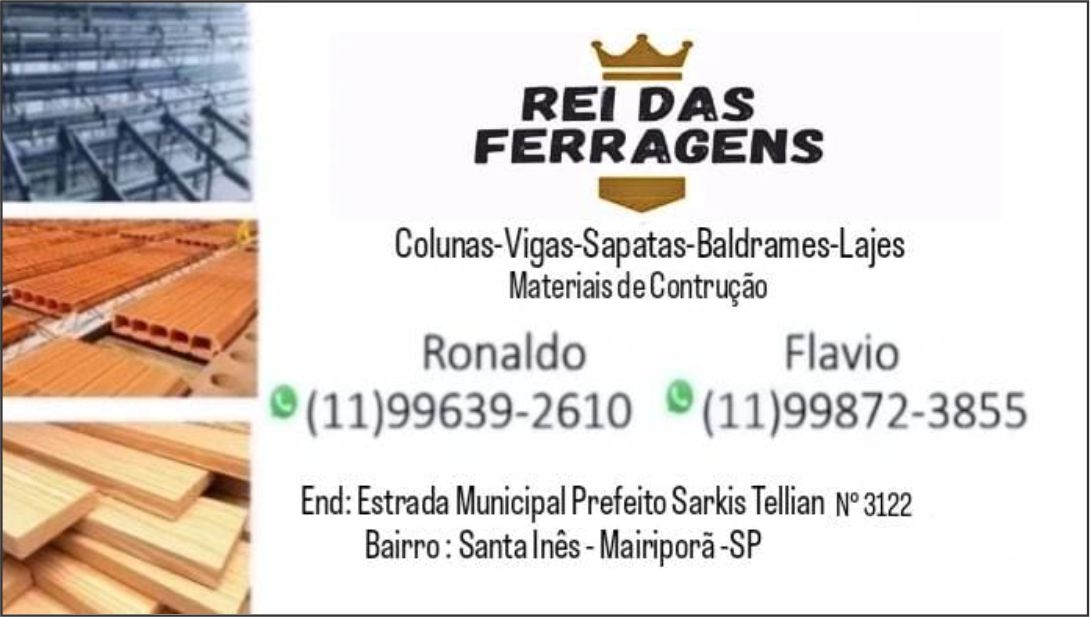 REI DAS
FERRAGENS
Colunas-Vigas-Sapatas-Baldrames-Lajes
Materiais de Contrução
Ronaldo
Flavio
(11)99639-2610
(11)99872-3855
End: Estrada Municipal Prefeito Sarkis Tellian Nº 3122
Bairro : Santa Inês - Mairiporã -SP